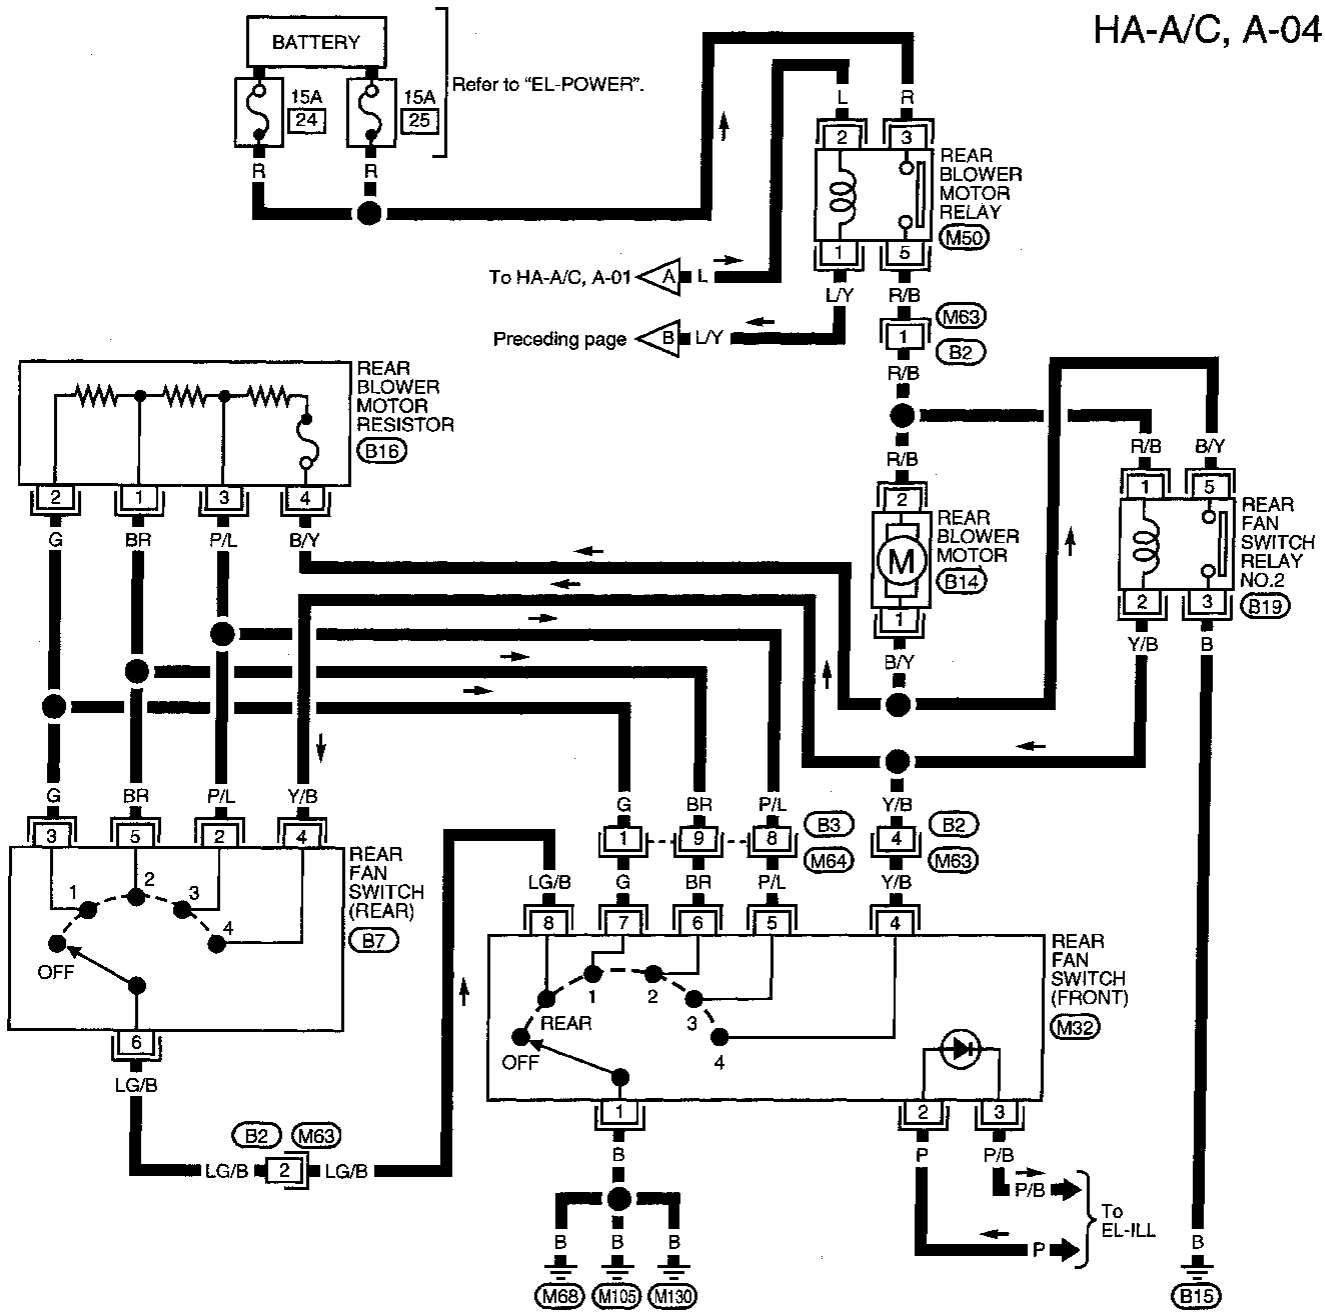 HA-A/C, A-04
BATTERY
Refer to "EL-POWER".
15A
24
15A
25
R
R
L
R
2
3
REAR
BLOWER
MOTOR
RELAY
M50
1
5
To HA-A/C, A-01
A
L
L/Y
R/B
M63
Preceding page
B
L/Y
1
B2
R/B
REAR
BLOWER
MOTOR
RESISTOR
B16
R/B
R/B
B/Y
2
1
3
4
2
1
5
G
BR
P/L
B/Y
REAR
BLOWER
MOTOR
B14
M
REAR
FAN
SWITCH
RELAY
NO.2
B19
1
2
3
B/Y
Y/B
B
G
BR
P/L
Y/B
G
BR
P/L
Y/B
3
5
2
4
1
9
8
B3
M64
4
B2
M63
REAR
FAN
SWITCH
(REAR)
B7
1
2
3
4
OFF
LG/B
G
BR
P/L
Y/B
8
7
6
5
4
REAR
FAN
SWITCH
(FRONT)
M32
REAR
1
2
3
4
OFF
6
LG/B
1
2
3
B2
M63
LG/B
2
LG/B
B
P
P/B
P/B
To
EL-ILL
P
B
B
B
B
M68
M105
M130
B15